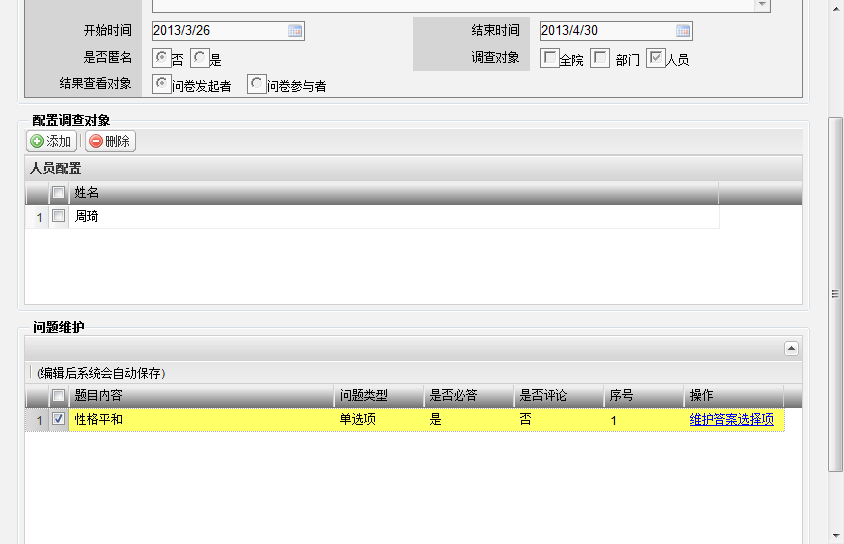 开始时间 2013/3/26 结束时间 2013/4/30
是否匿名 否 是 调查对象 全院 部门 人员
结果查看对象 问卷发起者 问卷参与者
配置调查对象
添加 删除
人员配置
姓名
1 周琦
问题维护
(编辑后系统会自动保存)
题目内容 问题类型 是否必答 是否评论 序号 操作
1 性格平和 单选项 是 否 1 维护答案选择项